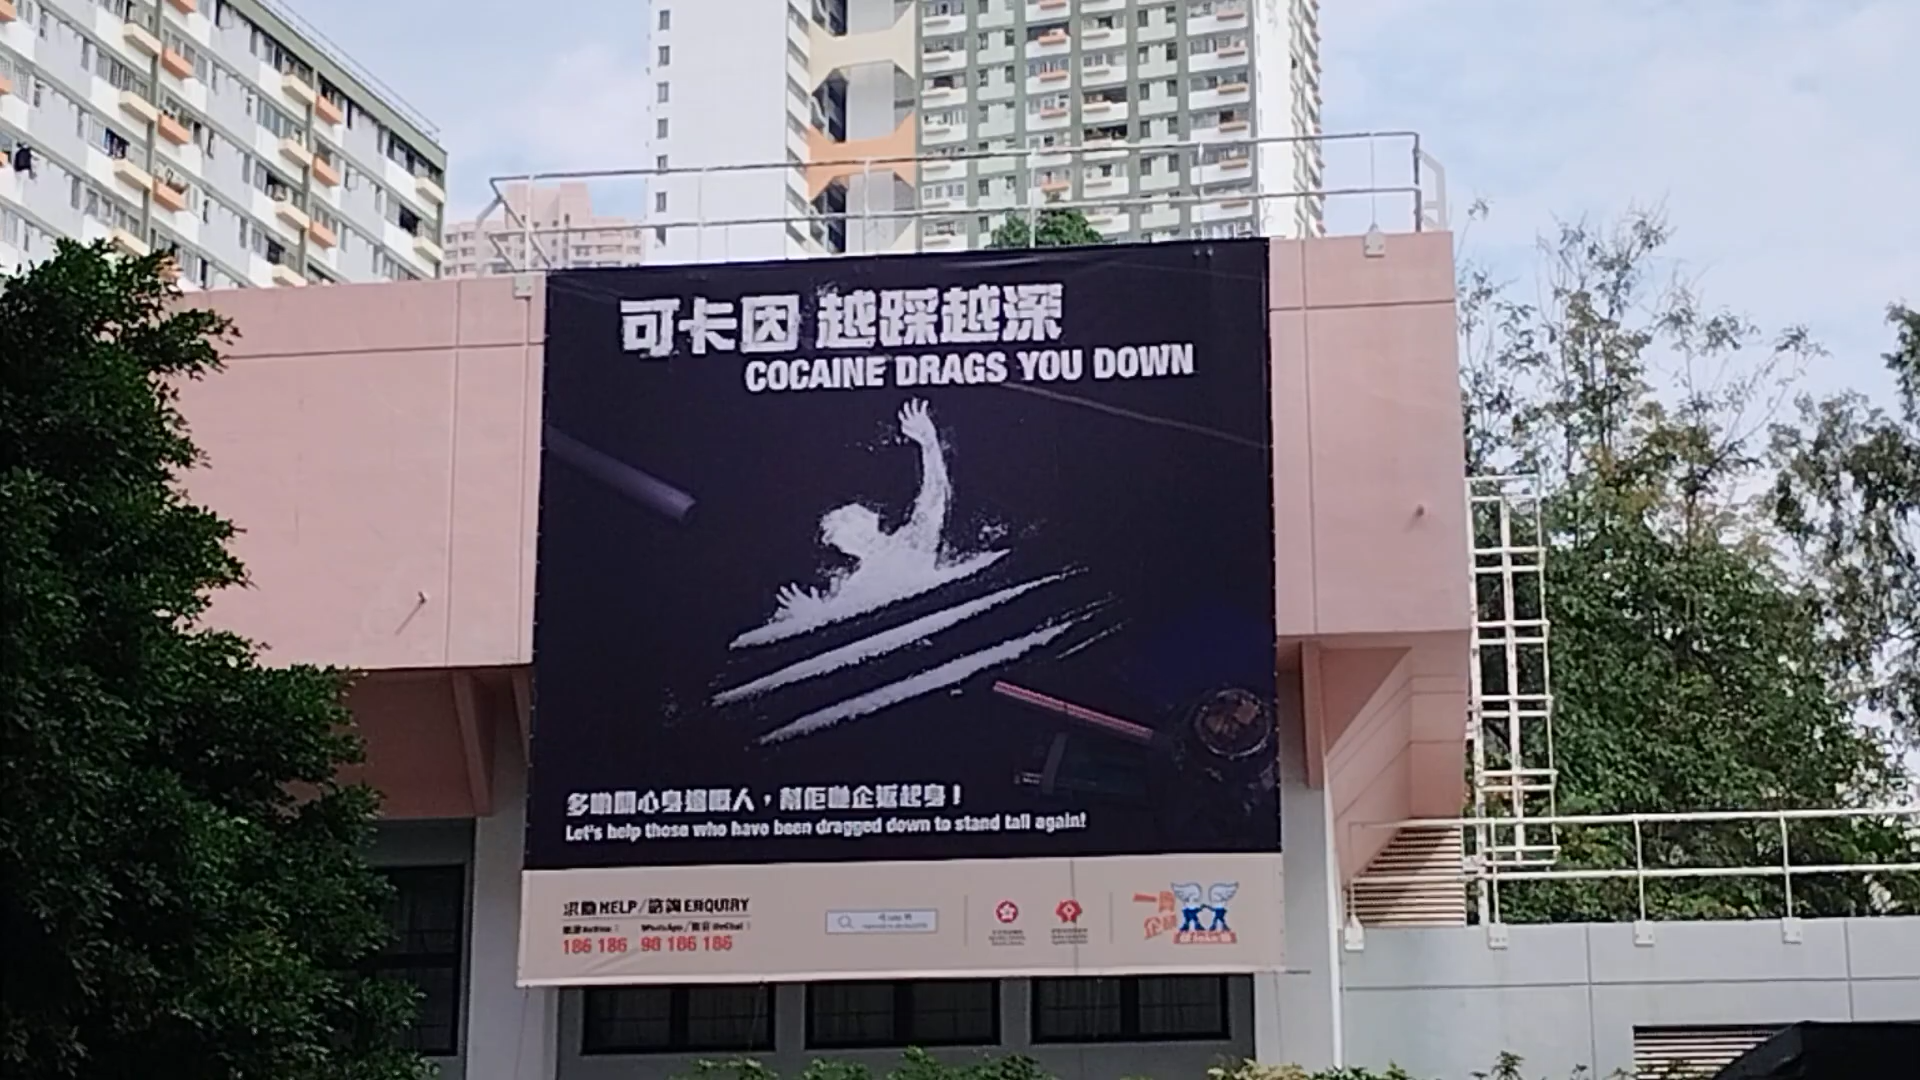 可卡因 越踩越深
COCAINE DRAGS YOU DOWN
多啲關心身邊嘅人，幫佢哋企返起身！
Let's help those who have been dragged down to stand tall again!
求助 HELP/諮詢 ENQUIRY
186 186 98 186 186